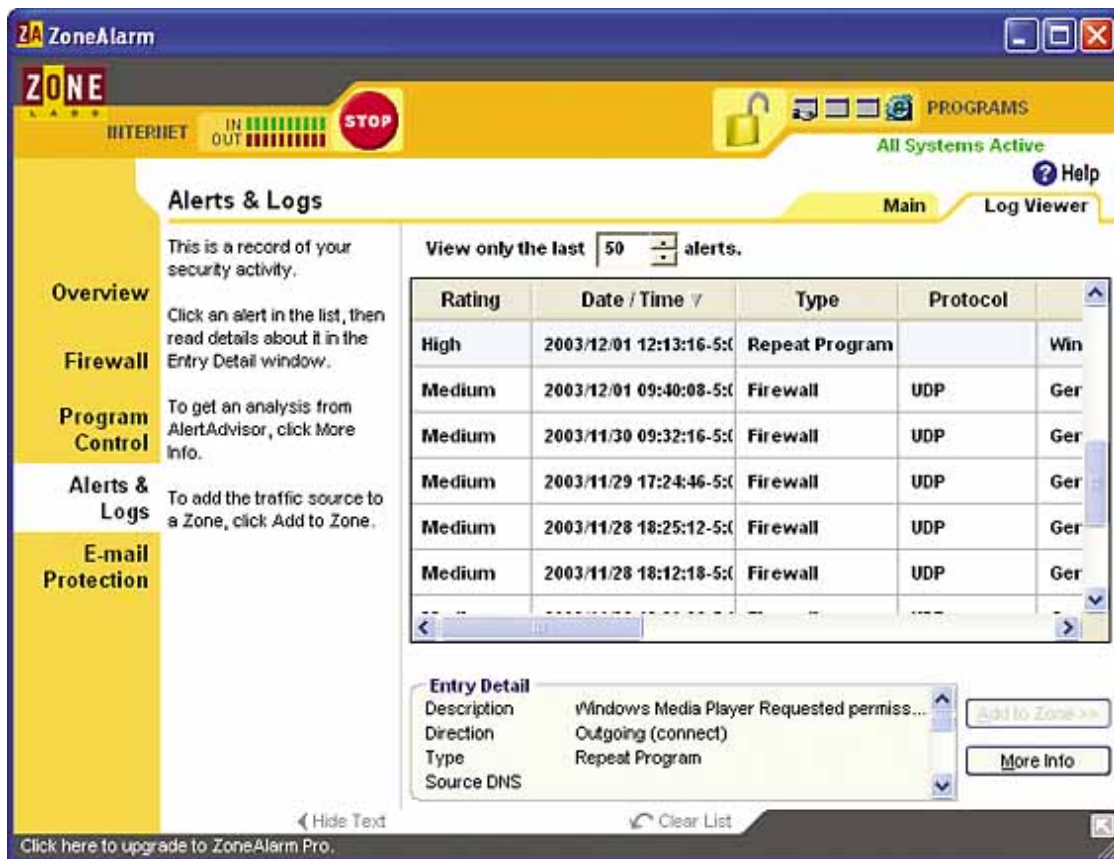 ZA ZoneAlarm
ZONE
LABS
INTERNET
IN
OUT
STOP
PROGRAMS
All Systems Active
Help
Alerts & Logs
Main
Log Viewer
Overview
Firewall
Program
Control
Alerts &
Logs
E-mail
Protection
This is a record of your
security activity.
Click an alert in the list, then
read details about it in the
Entry Detail window.
To get an analysis from
AlertAdvisor, click More
Info.
To add the traffic source to
a Zone, click Add to Zone.
View only the last 50 alerts.
Rating Date / Time Type Protocol
High 2003/12/01 12:13:16-5:0 Repeat Program Win
Medium 2003/12/01 09:40:08-5:0 Firewall UDP Ger
Medium 2003/11/30 09:32:16-5:0 Firewall UDP Ger
Medium 2003/11/29 17:24:46-5:0 Firewall UDP Ger
Medium 2003/11/28 18:25:12-5:0 Firewall UDP Ger
Medium 2003/11/28 18:12:18-5:0 Firewall UDP Ger
Entry Detail
Description Windows Media Player Requested permiss...
Direction Outgoing (connect)
Type Repeat Program
Source DNS
Add to Zone >>
More Info
Hide Text
Clear List
Click here to upgrade to ZoneAlarm Pro.